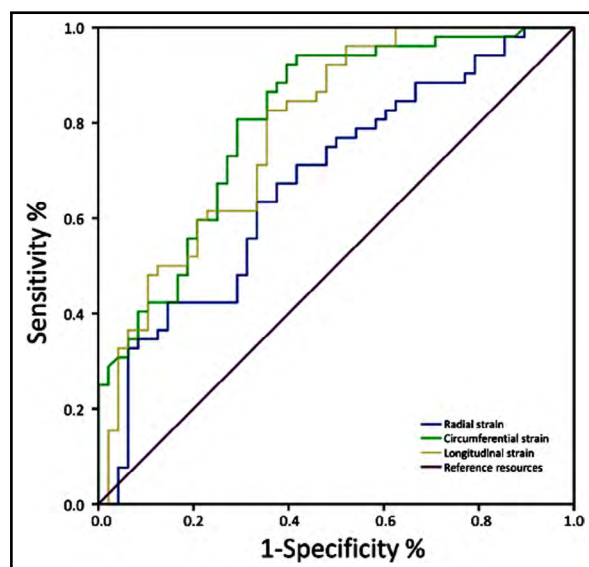 Sensitivity %
1.0
0.8
0.6
0.4
0.2
0.0
0.0
0.2
0.4
0.6
0.8
1.0
1-Specificity %
Radial strain
Circumferential strain
Longitudinal strain
Reference resources